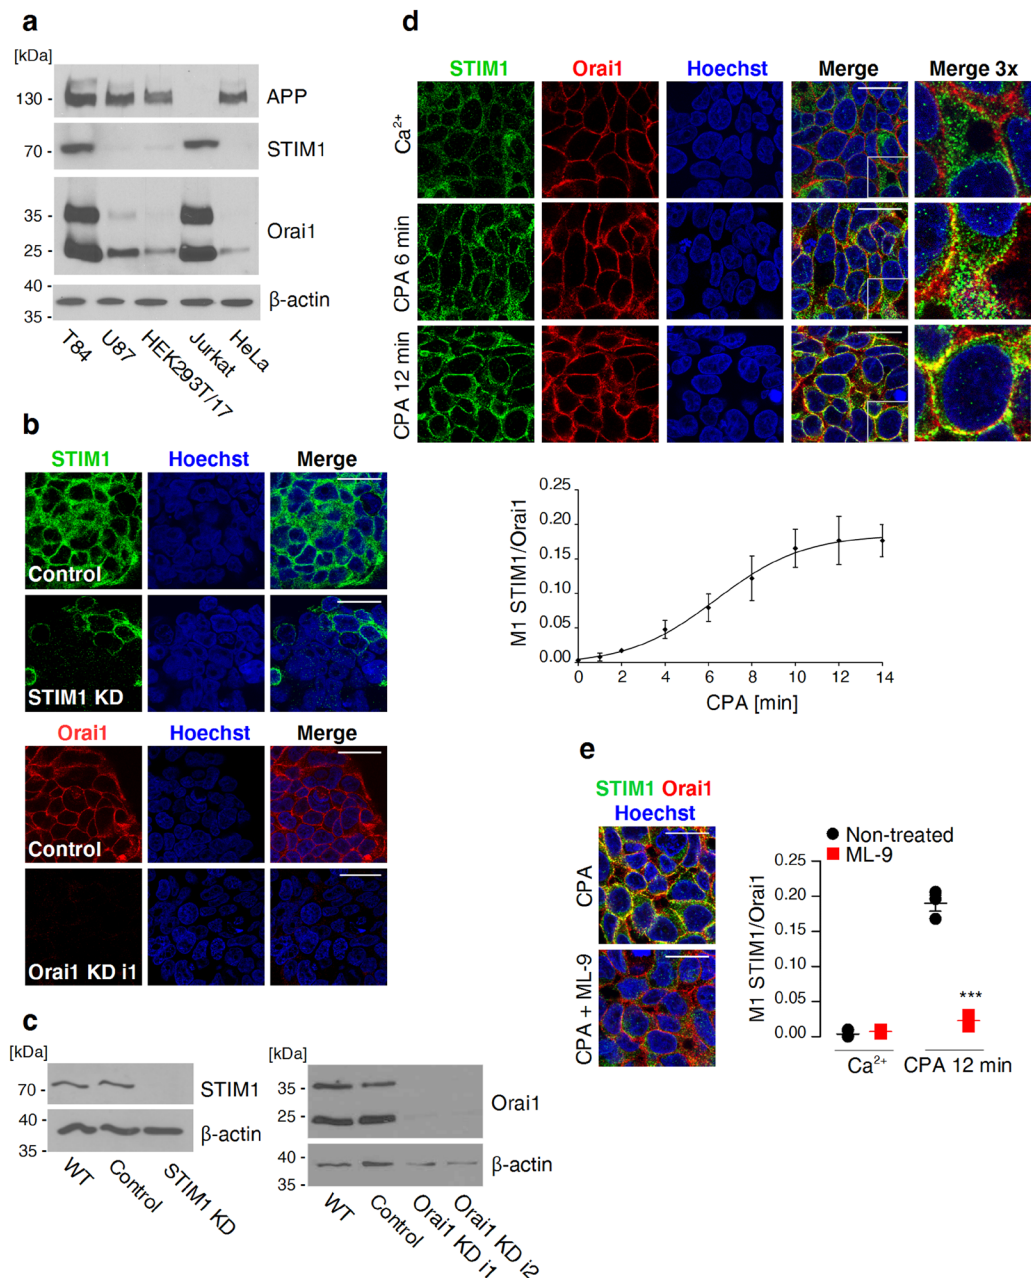 a
[kDa]
130 -
APP
70 -
STIM1
35 -
25 -
Orai1
40 -
35 -
β-actin
T84
U87
HEK293T/17
Jurkat
HeLa
b
STIM1 Hoechst Merge
Control
STIM1 KD
Orai1 Hoechst Merge
Control
Orai1 KD i1
c
[kDa]
70 -
STIM1
40 -
35 -
β-actin
WT
Control
STIM1 KD
[kDa]
35 -
25 -
Orai1
40 -
35 -
β-actin
WT
Control
Orai1 KD i1
Orai1 KD i2
d
STIM1 Orai1 Hoechst Merge Merge 3x
Ca²⁺
CPA 6 min
CPA 12 min
M1 STIM1/Orai1
0.25
0.20
0.15
0.10
0.05
0.00
0 2 4 6 8 10 12 14
CPA [min]
e
STIM1 Orai1
Hoechst
CPA
CPA + ML-9
Non-treated
ML-9
M1 STIM1/Orai1
0.25
0.20
0.15
0.10
0.05
0.00
***
Ca²⁺ CPA 12 min